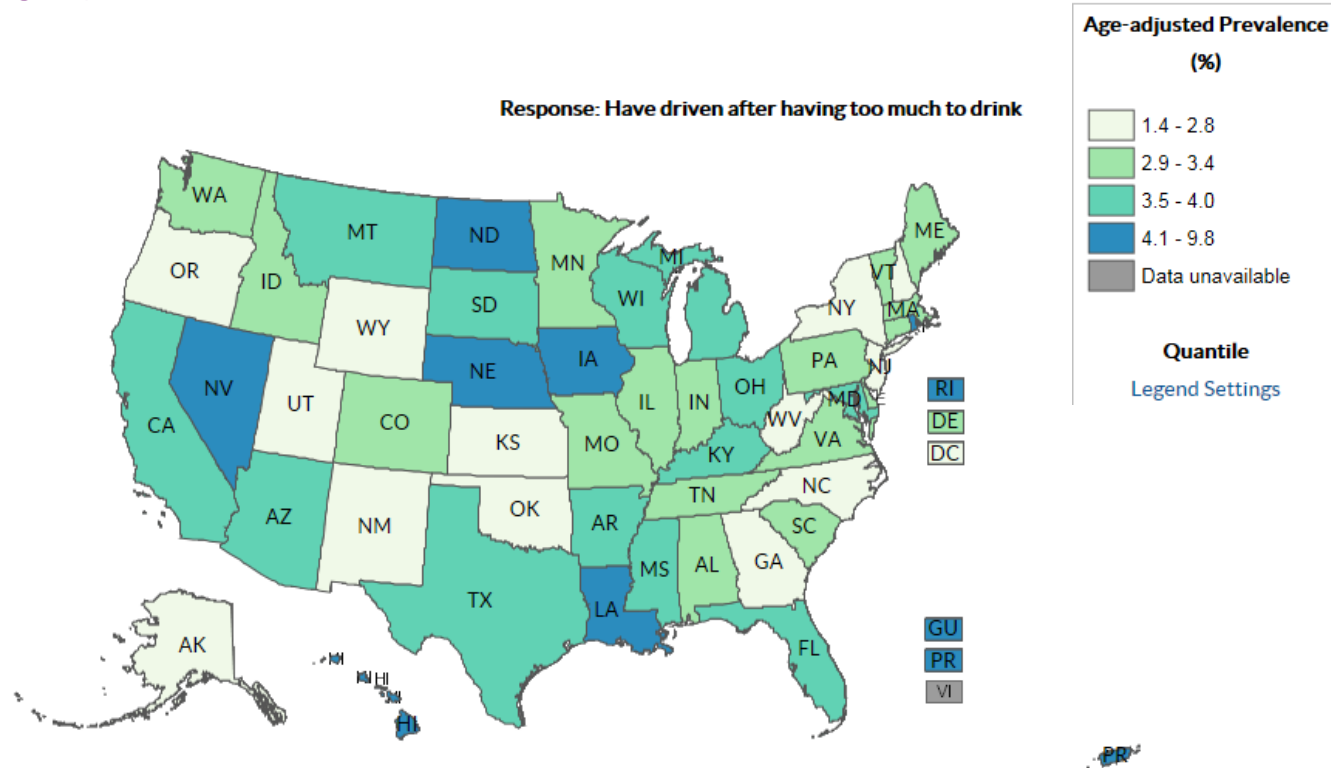 Age-adjusted Prevalence
(%)
1.4 - 2.8
2.9 - 3.4
3.5 - 4.0
4.1 - 9.8
Data unavailable
Quantile
Legend Settings
Response: Have driven after having too much to drink
WA
MT
ND
MN
ME
OR
ID
SD
WI
MI
VT
NY
MA
WY
NE
IA
PA
NJ
NV
UT
CO
KS
MO
IL
IN
OH
MD
WV
VA
KY
CA
RI
DE
DC
AZ
NM
OK
AR
TN
NC
SC
TX
LA
MS
AL
GA
FL
AK
HI
HI
HI
HI
HI
GU
PR
VI
PR